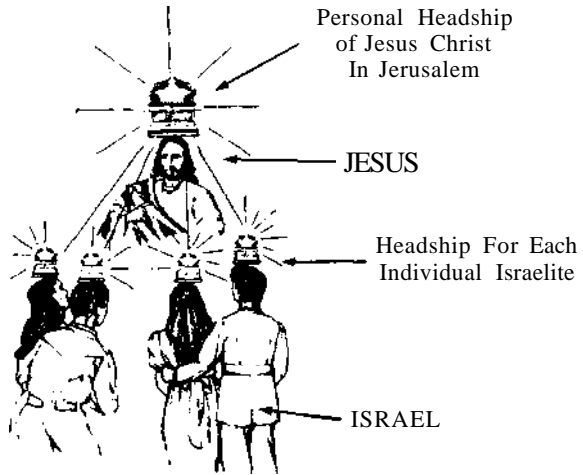 Personal Headship
of Jesus Christ
In Jerusalem
JESUS
Headship For Each
Individual Israelite
ISRAEL